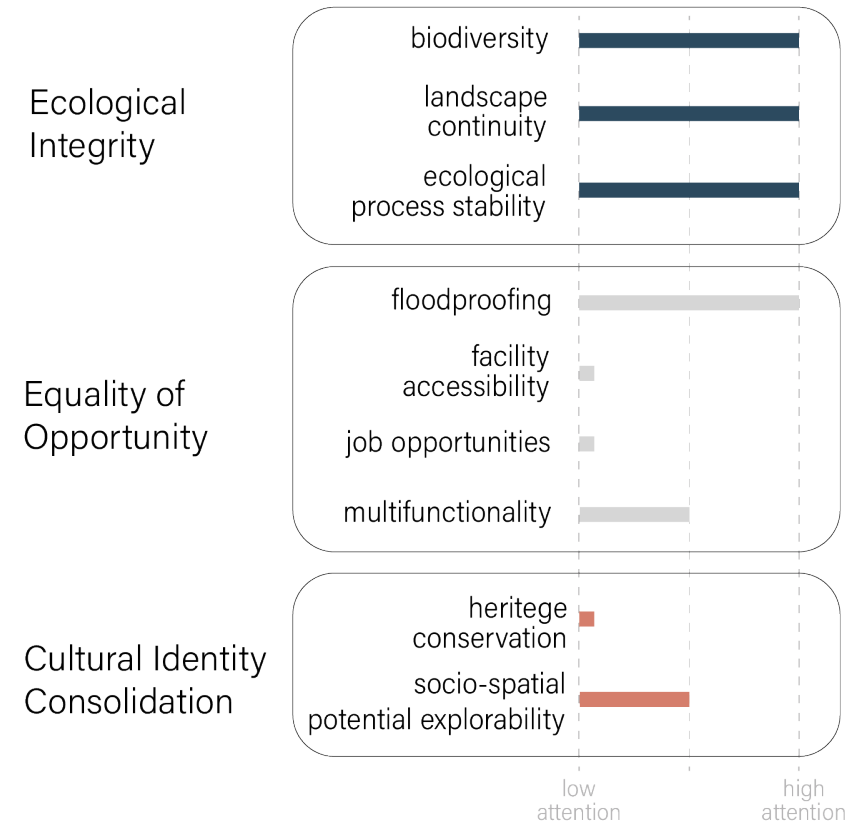 Ecological
Integrity
biodiversity
landscape
continuity
ecological
process stability
Equality of
Opportunity
floodproofing
facility
accessibility
job opportunities
multifunctionality
Cultural Identity
Consolidation
heritege
conservation
socio-spatial
potential explorability
low
attention
high
attention